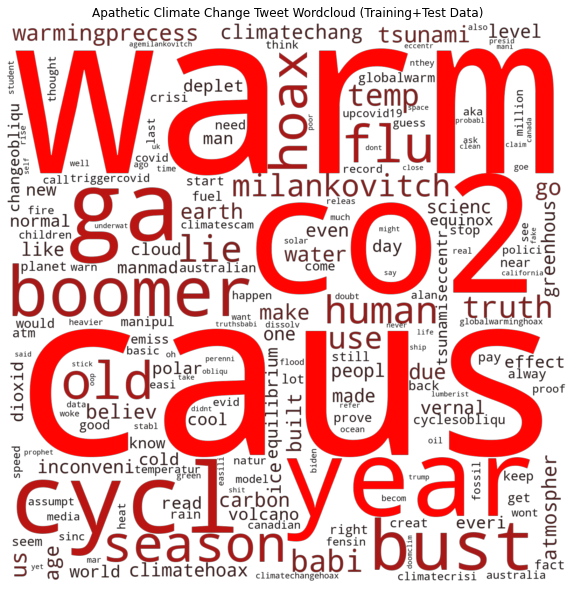 Apathetic Climate Change Tweet Wordcloud (Training+Test Data)
warmingprecess climatechang tsunami level
agemilankovitch think also eccentr presid mani
student thought crisi deplet globalwarm nthey
warm hoax temp aka million probabl
need man upcovid19 guess space ask clean
changeobliqu rise last covid poor flu dont record close claim canada goe
self well uk ago time
call triggercovid start milankovitch go
new fire fuel releas scienc equinox
normal children climatescam earth much even day stop see fake
ga lie co2 greenhous
like cloud underwat water solar might real polici
planet warn manmad australian come say near california
boomer happen doubt alan tsunamiseccentr
would heavier manipul want make human truth
atm truthsbabi dissolv never life globalwarminghoax
said emiss one use ship pay effect
dioxid stick basic oh perenni flood still due alway
old oop take easi polar obliqu equilibrium lot peopl back lumberist proof
caus
data woke believ evid built made refer vernal
good stabl didnt cool prove cyclesobliqu
speed prophet know ocean oil
inconveni cold temperatur natur ice biden year trump fossil keep
cycl green easili model
assumpt shit carbon becom get
media heat read volcano wont atmospher
sinc rain canadian right creat everi
us seem mar season fensin bust
yet age world climatehoax babi doomclim fact
climatechangehoax climatecrisi australia